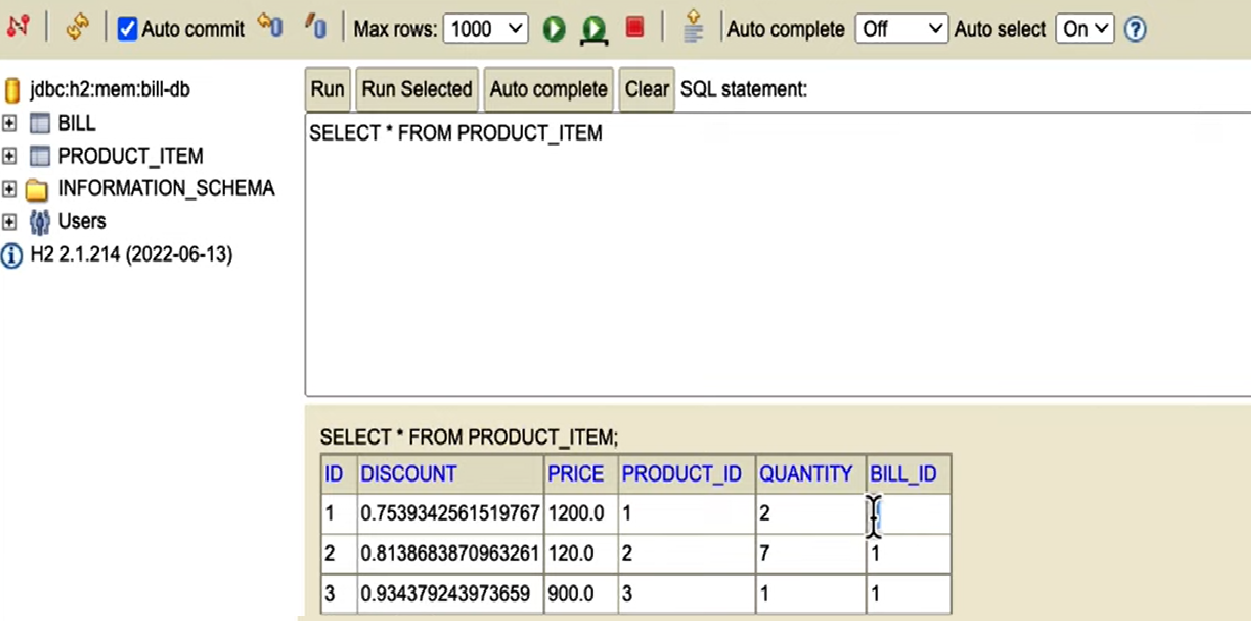 Auto commit Max rows: 1000 Auto complete Off Auto select On ?
jdbc:h2:mem:bill-db
BILL
PRODUCT_ITEM
INFORMATION_SCHEMA
Users
H2 2.1.214 (2022-06-13)
Run Run Selected Auto complete Clear SQL statement:
SELECT * FROM PRODUCT_ITEM
SELECT * FROM PRODUCT_ITEM;
ID DISCOUNT PRICE PRODUCT_ID QUANTITY BILL_ID
1 0.7539342561519767 1200.0 1 2
2 0.8138683870963261 120.0 2 7 1
3 0.934379243973659 900.0 3 1 1